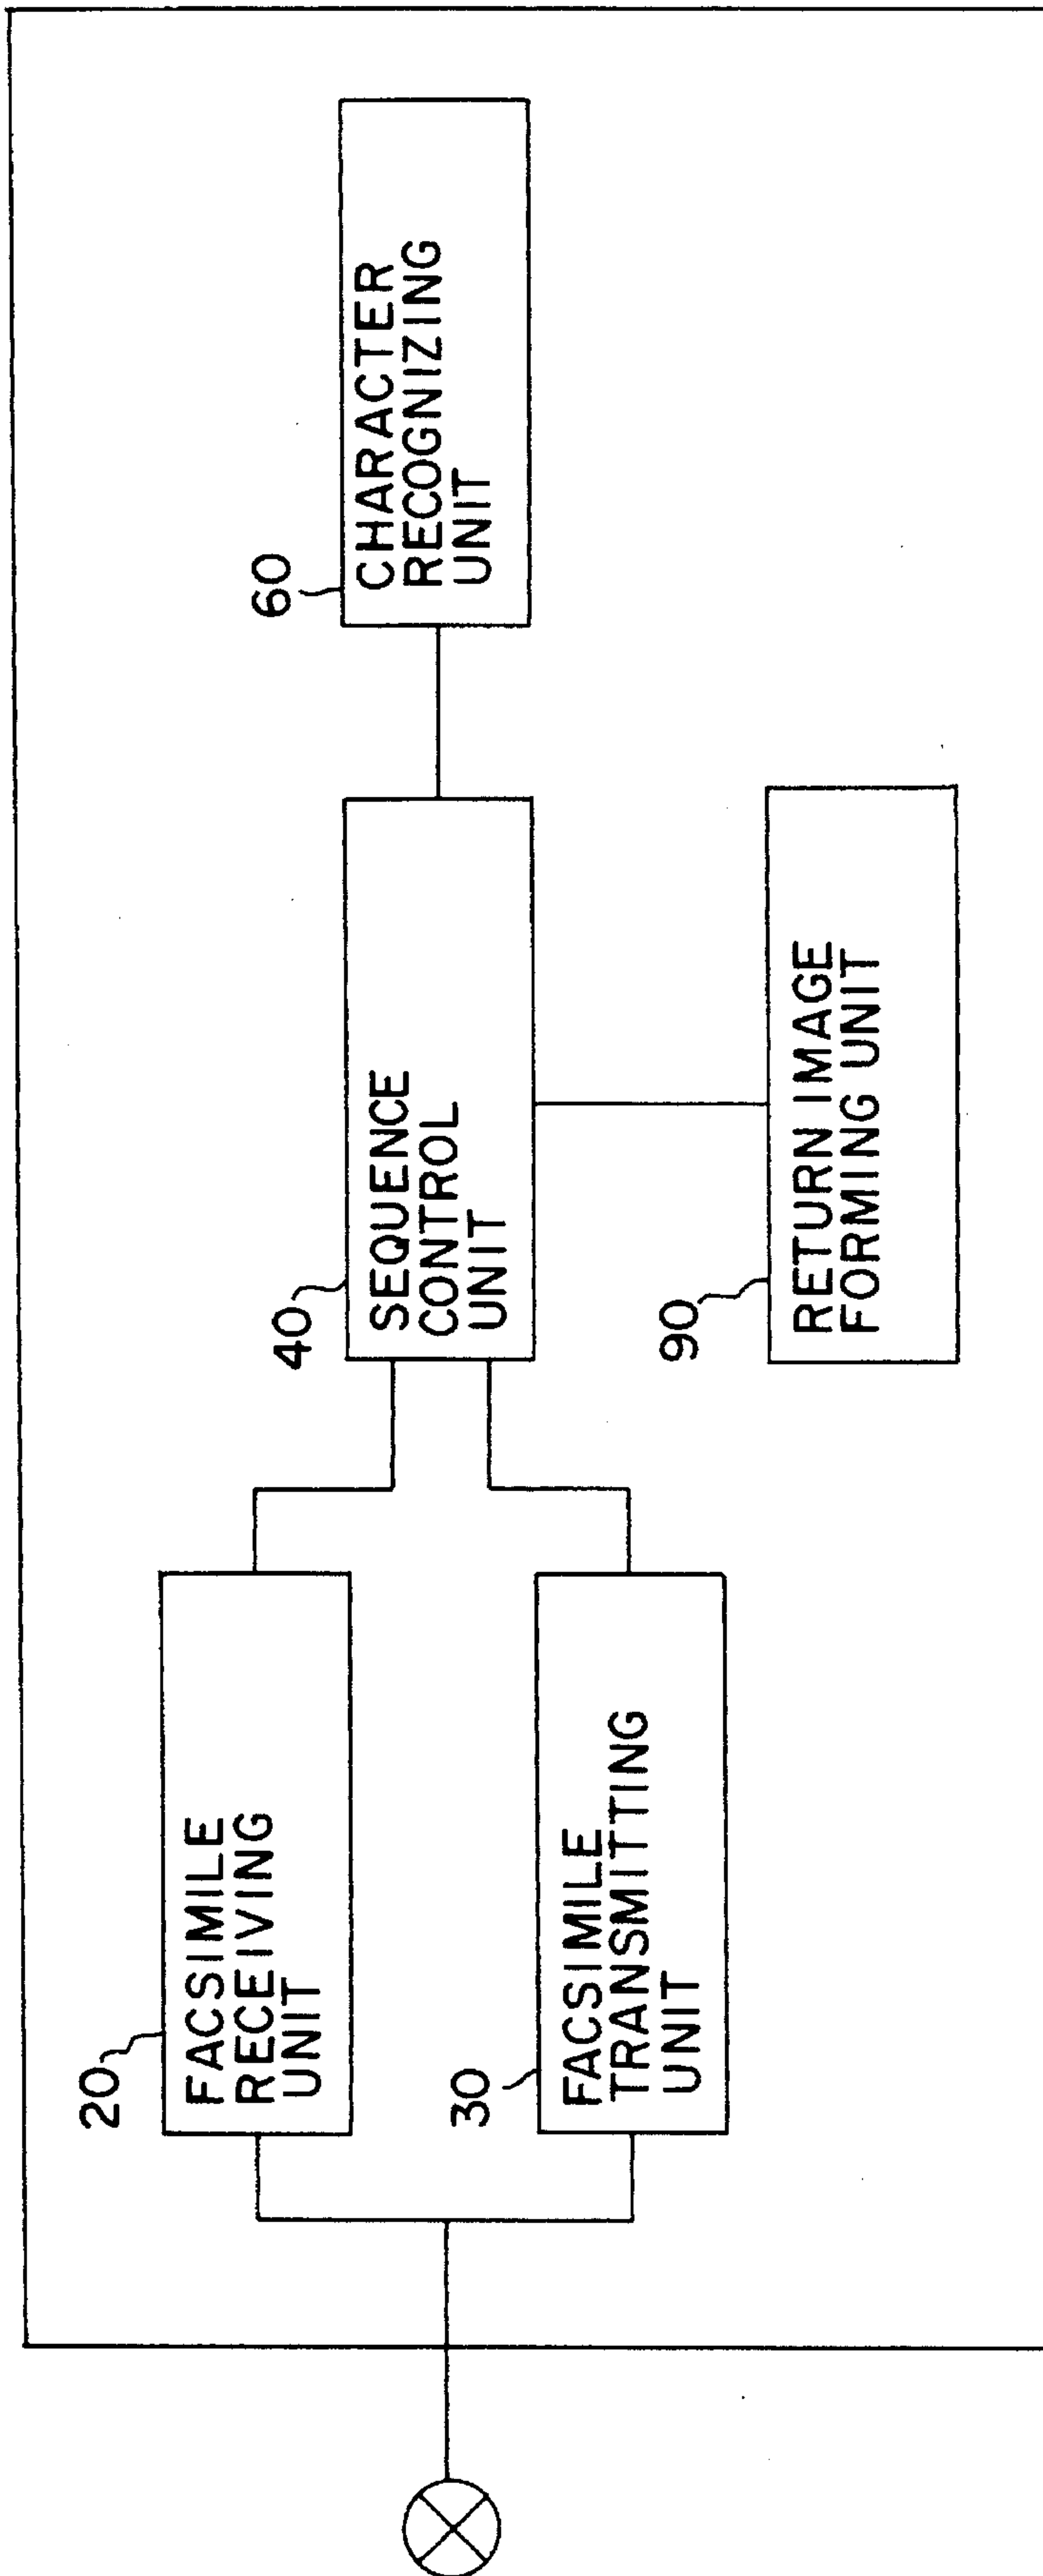 20
FACSIMILE
RECEIVING
UNIT
30
FACSIMILE
TRANSMITTING
UNIT
40
SEQUENCE
CONTROL
UNIT
60
CHARACTER
RECOGNIZING
UNIT
90
RETURN IMAGE
FORMING UNIT